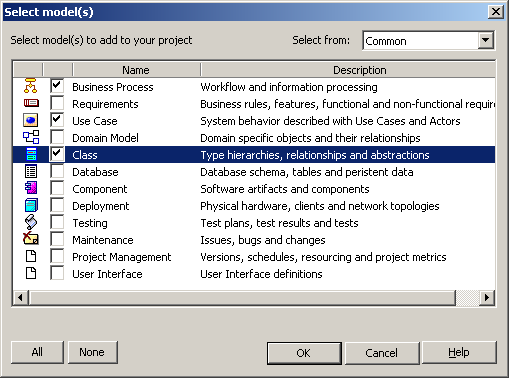 Select model(s)
Select model(s) to add to your project Select from: Common
Name Description
Business Process Workflow and information processing
Requirements Business rules, features, functional and non-functional require
Use Case System behavior described with Use Cases and Actors
Domain Model Domain specific objects and their relationships
Class Type hierarchies, relationships and abstractions
Database Database schema, tables and peristent data
Component Software artifacts and components
Deployment Physical hardware, clients and network topologies
Testing Test plans, test results and tests
Maintenance Issues, bugs and changes
Project Management Versions, schedules, resourcing and project metrics
User Interface User Interface definitions
All None OK Cancel Help